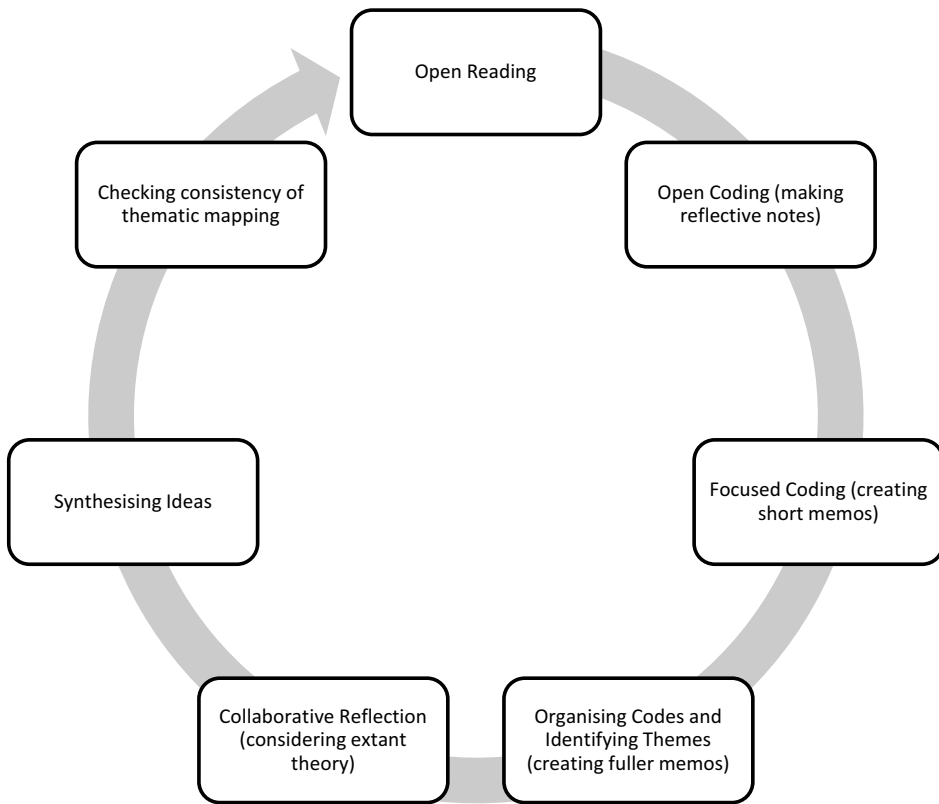 Open Reading
Open Coding (making
reflective notes)
Focused Coding (creating
short memos)
Organising Codes and
Identifying Themes
(creating fuller memos)
Collaborative Reflection
(considering extant
theory)
Synthesising Ideas
Checking consistency of
thematic mapping